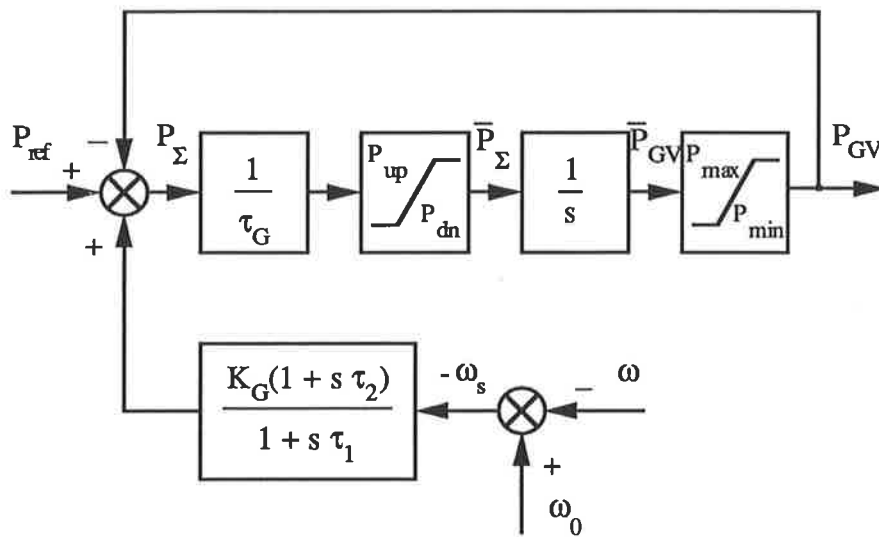 P_ref
+
−
P_Σ
1
τ_G
P_up
P_dn
P̅_Σ
1
s
P̅_GV
P_max
P_min
P_GV
+
K_G(1 + s τ_2)
1 + s τ_1
- ω_s
−
ω
+
ω_0